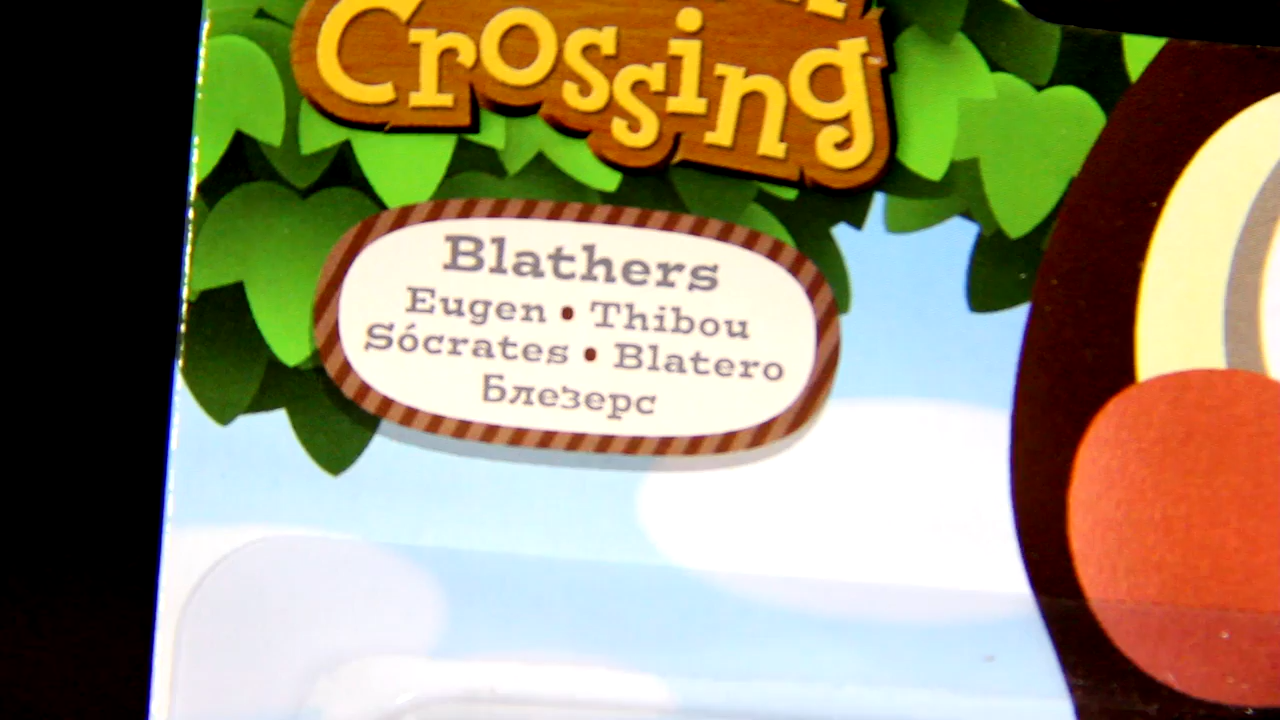 Crossing
Blathers
Eugen • Thibou
Sócrates • Blatero
Блезерс